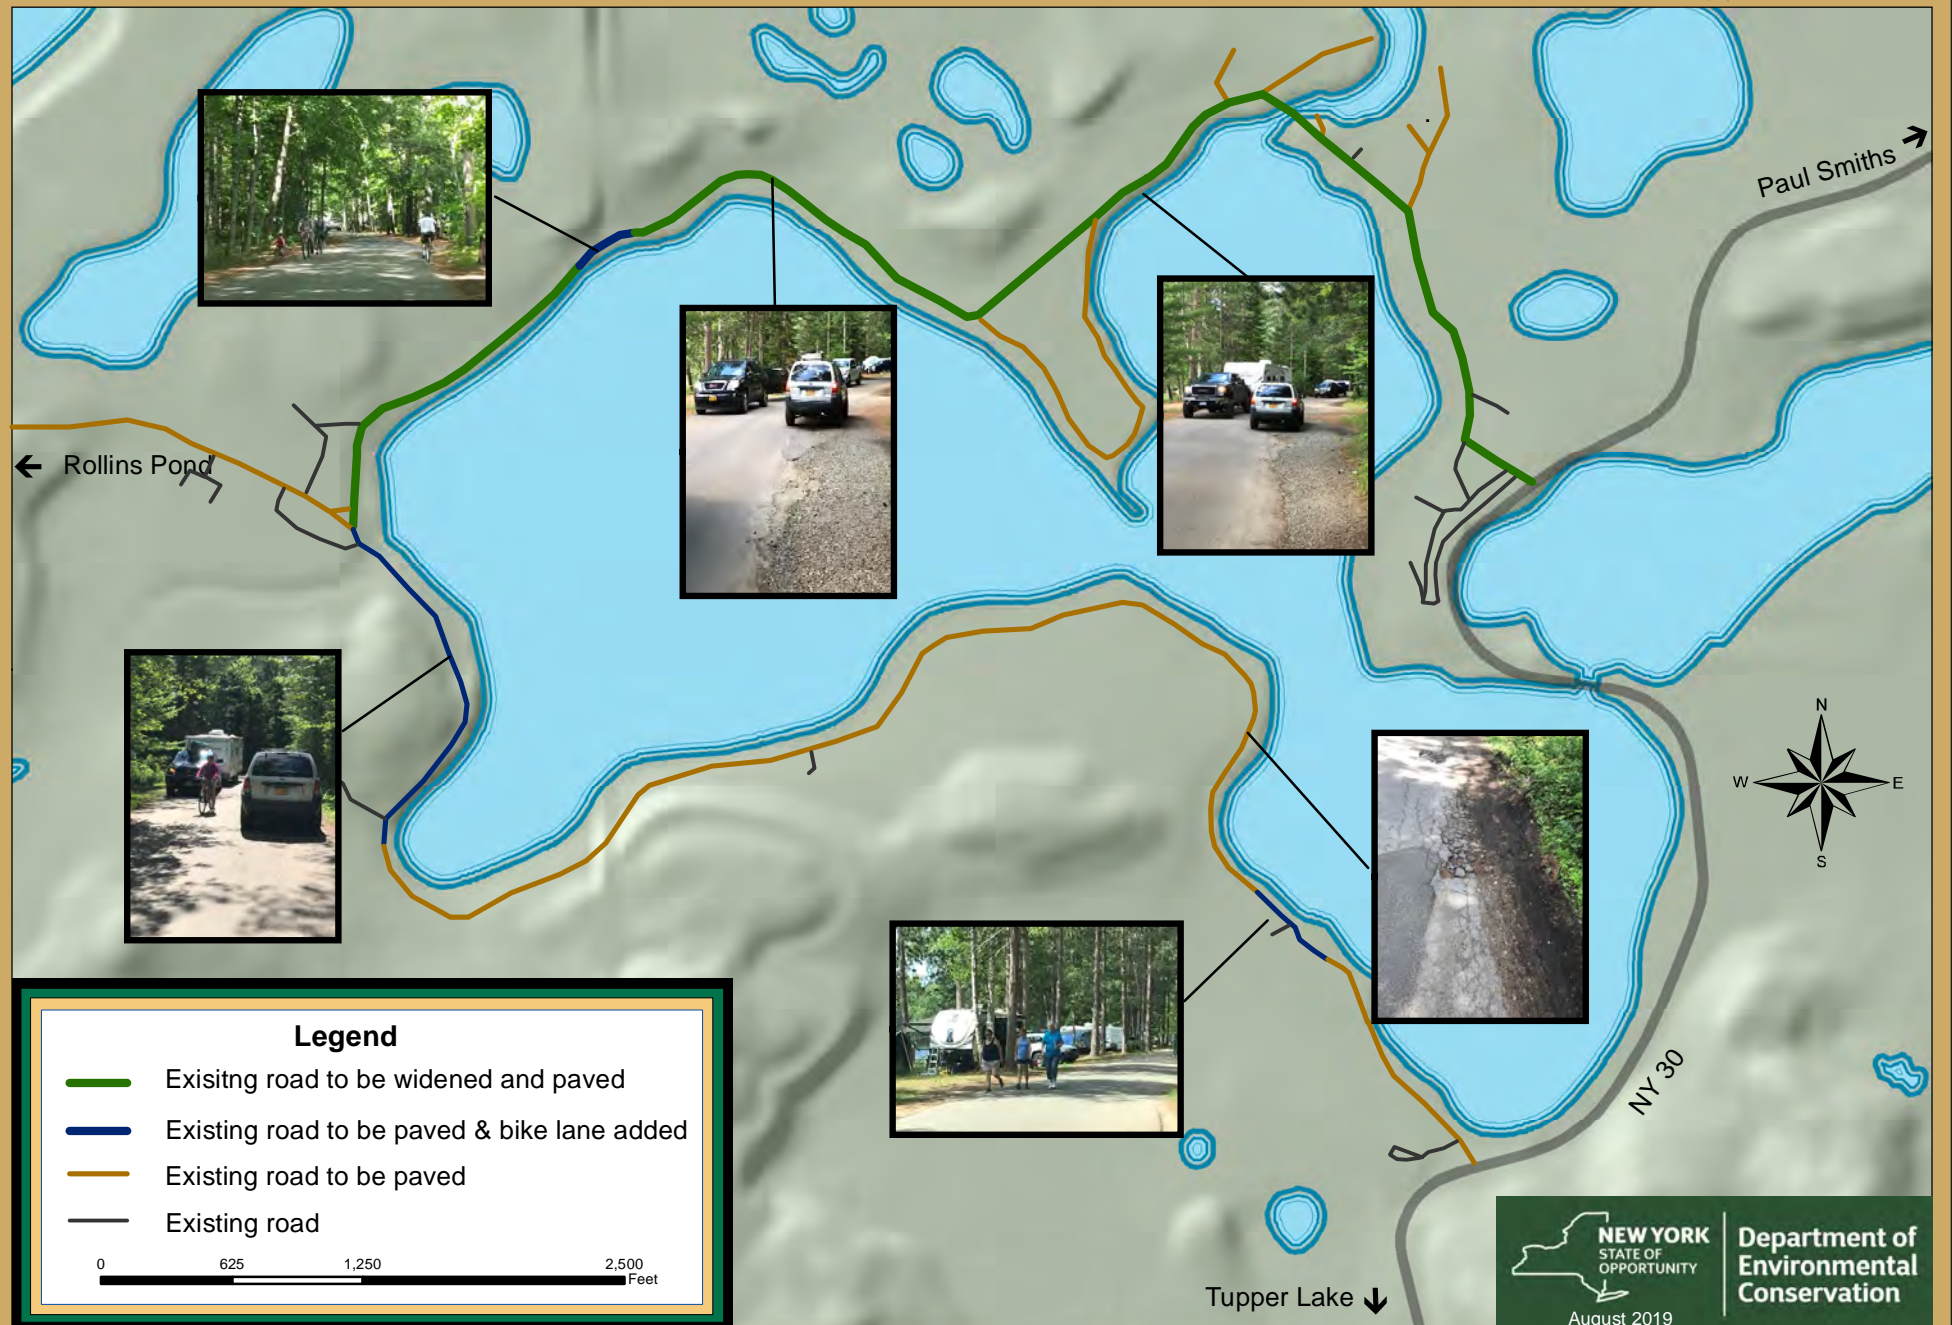 Paul Smiths
Rollins Pond
N
W
E
S
NY 30
Tupper Lake
Legend
Exisitng road to be widened and paved
Existing road to be paved & bike lane added
Existing road to be paved
Existing road
0 625 1,250 2,500
Feet
NEW YORK
STATE OF
OPPORTUNITY
Department of
Environmental
Conservation
August 2019